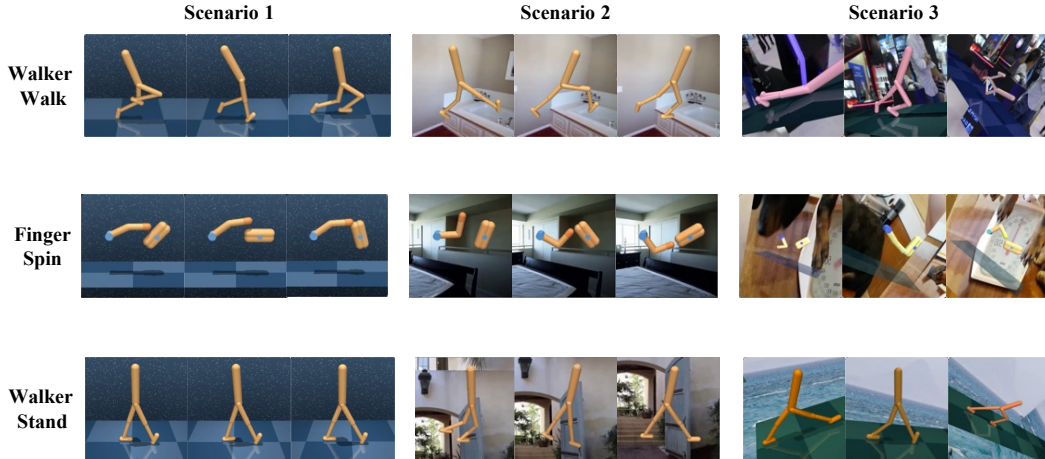 Scenario 1
Scenario 2
Scenario 3
Walker
Walk
Finger
Spin
Walker
Stand